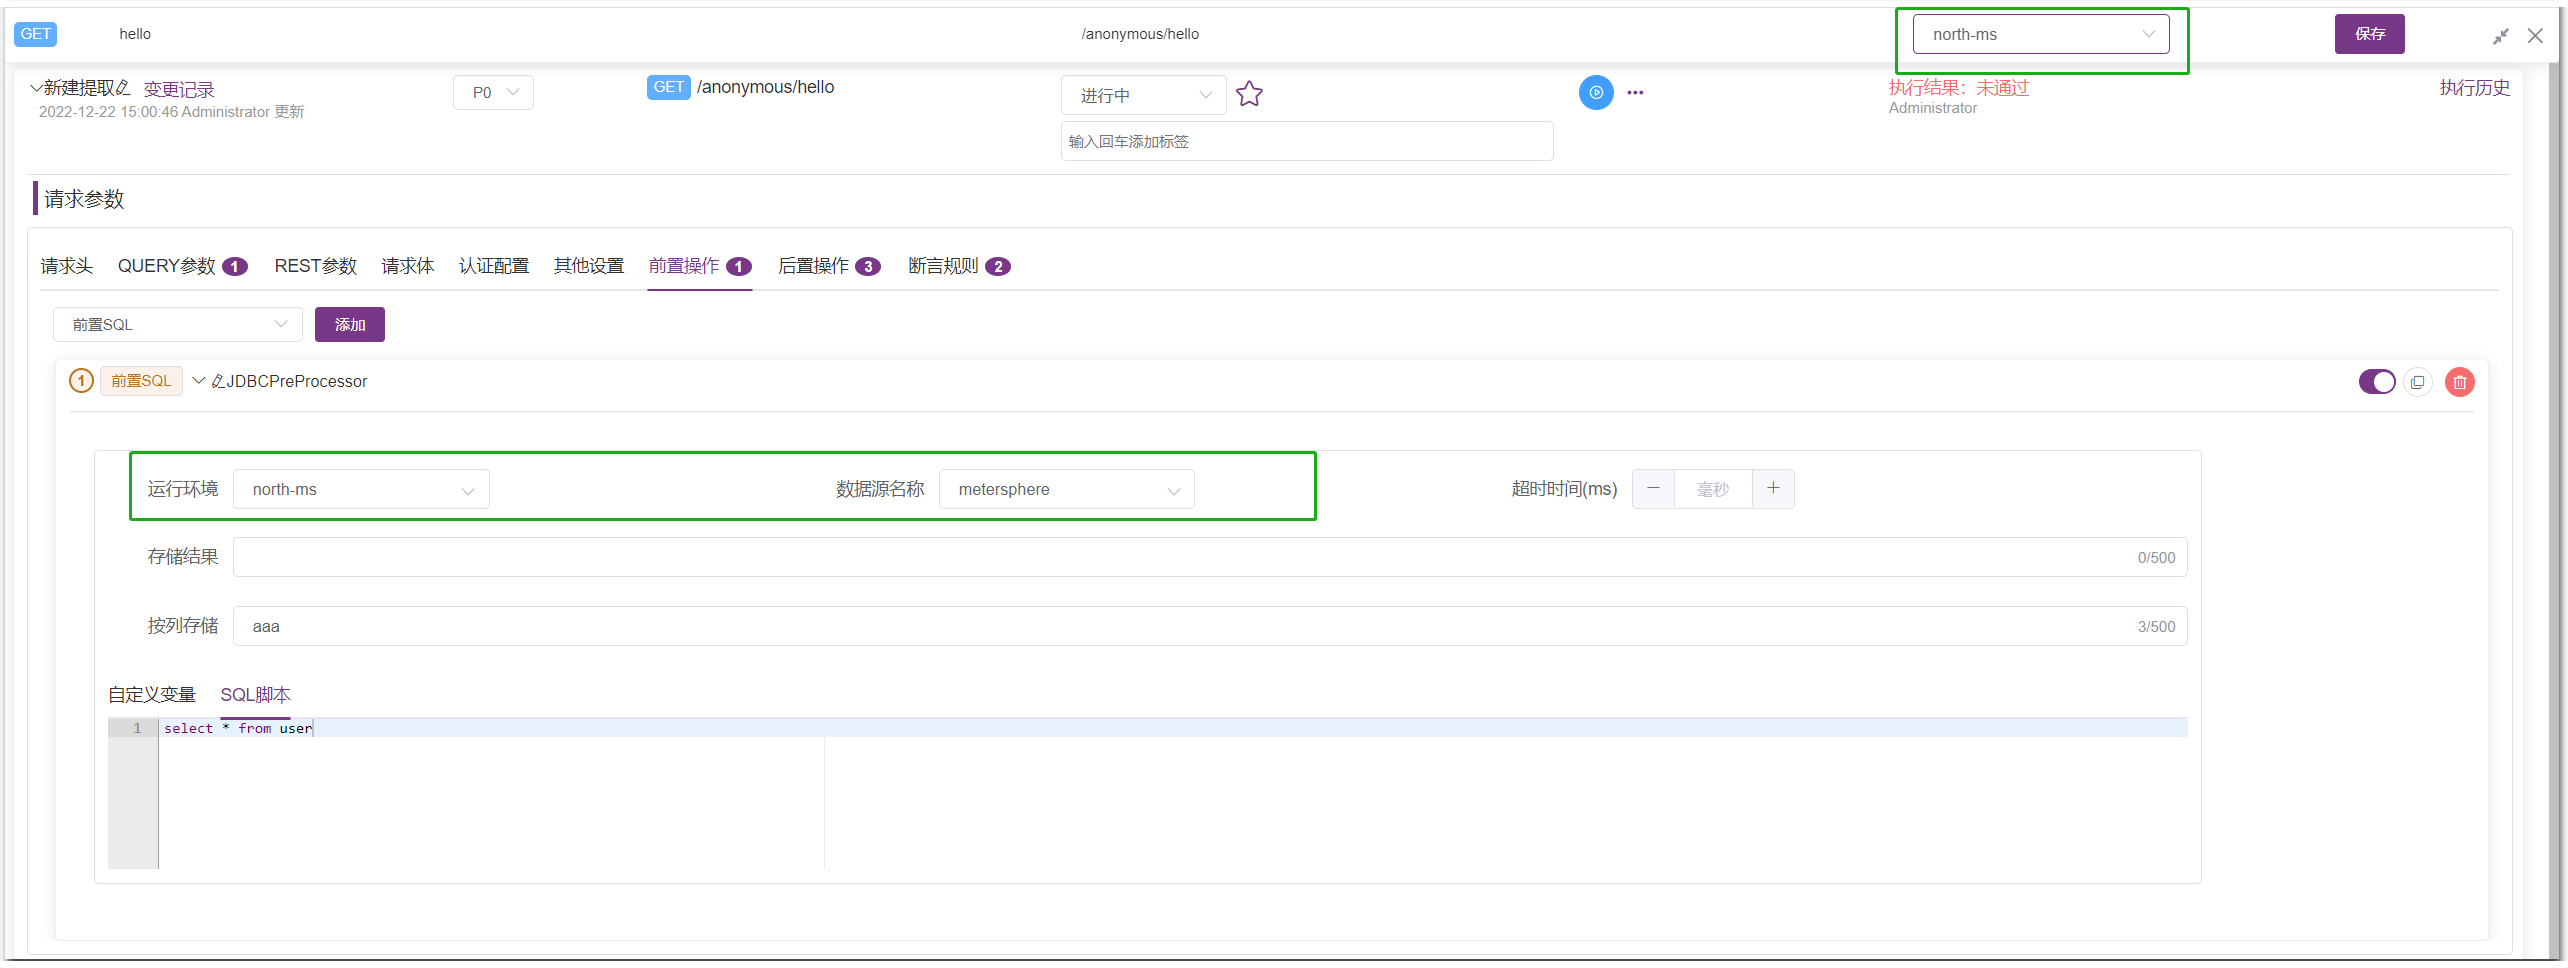 GET hello /anonymous/hello north-ms 保存
新建提取 变更记录 P0 GET /anonymous/hello 进行中 执行结果：未通过 执行历史
2022-12-22 15:00:46 Administrator 更新 Administrator
输入回车添加标签
请求参数
请求头 QUERY参数 1 REST参数 请求体 认证配置 其他设置 前置操作 1 后置操作 3 断言规则 2
前置SQL 添加
1 前置SQL JDBCPreProcessor
运行环境 north-ms 数据源名称 metersphere 超时时间(ms) − 毫秒 +
存储结果 0/500
按列存储 aaa 3/500
自定义变量 SQL脚本
1 select * from user